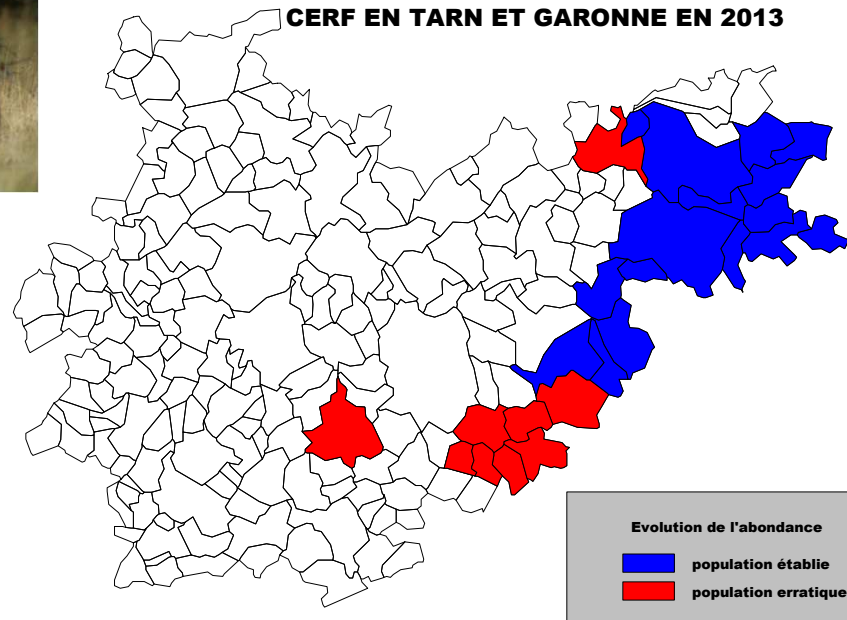 CERF EN TARN ET GARONNE EN 2013
Evolution de l'abondance
population établie
population erratique